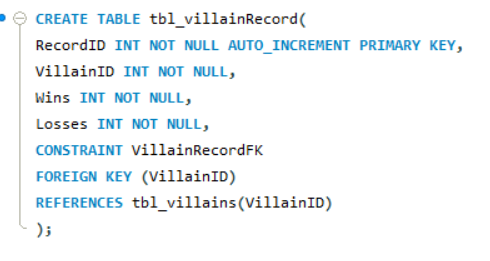 CREATE TABLE tbl_villainRecord(
RecordID INT NOT NULL AUTO_INCREMENT PRIMARY KEY,
VillainID INT NOT NULL,
Wins INT NOT NULL,
Losses INT NOT NULL,
CONSTRAINT VillainRecordFK
FOREIGN KEY (VillainID)
REFERENCES tbl_villains(VillainID)
);